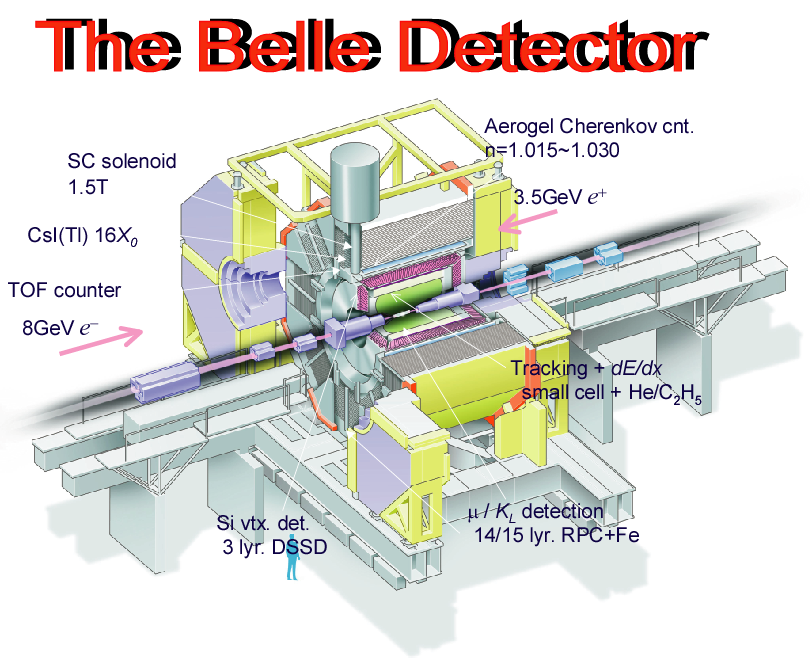 The Belle Detector
Aerogel Cherenkov cnt.
n=1.015~1.030
SC solenoid
1.5T
3.5GeV e⁺
CsI(Tl) 16X₀
TOF counter
8GeV e⁻
Tracking + dE/dx
small cell + He/C₂H₅
μ / K_L detection
14/15 lyr. RPC+Fe
Si vtx. det.
3 lyr. DSSD